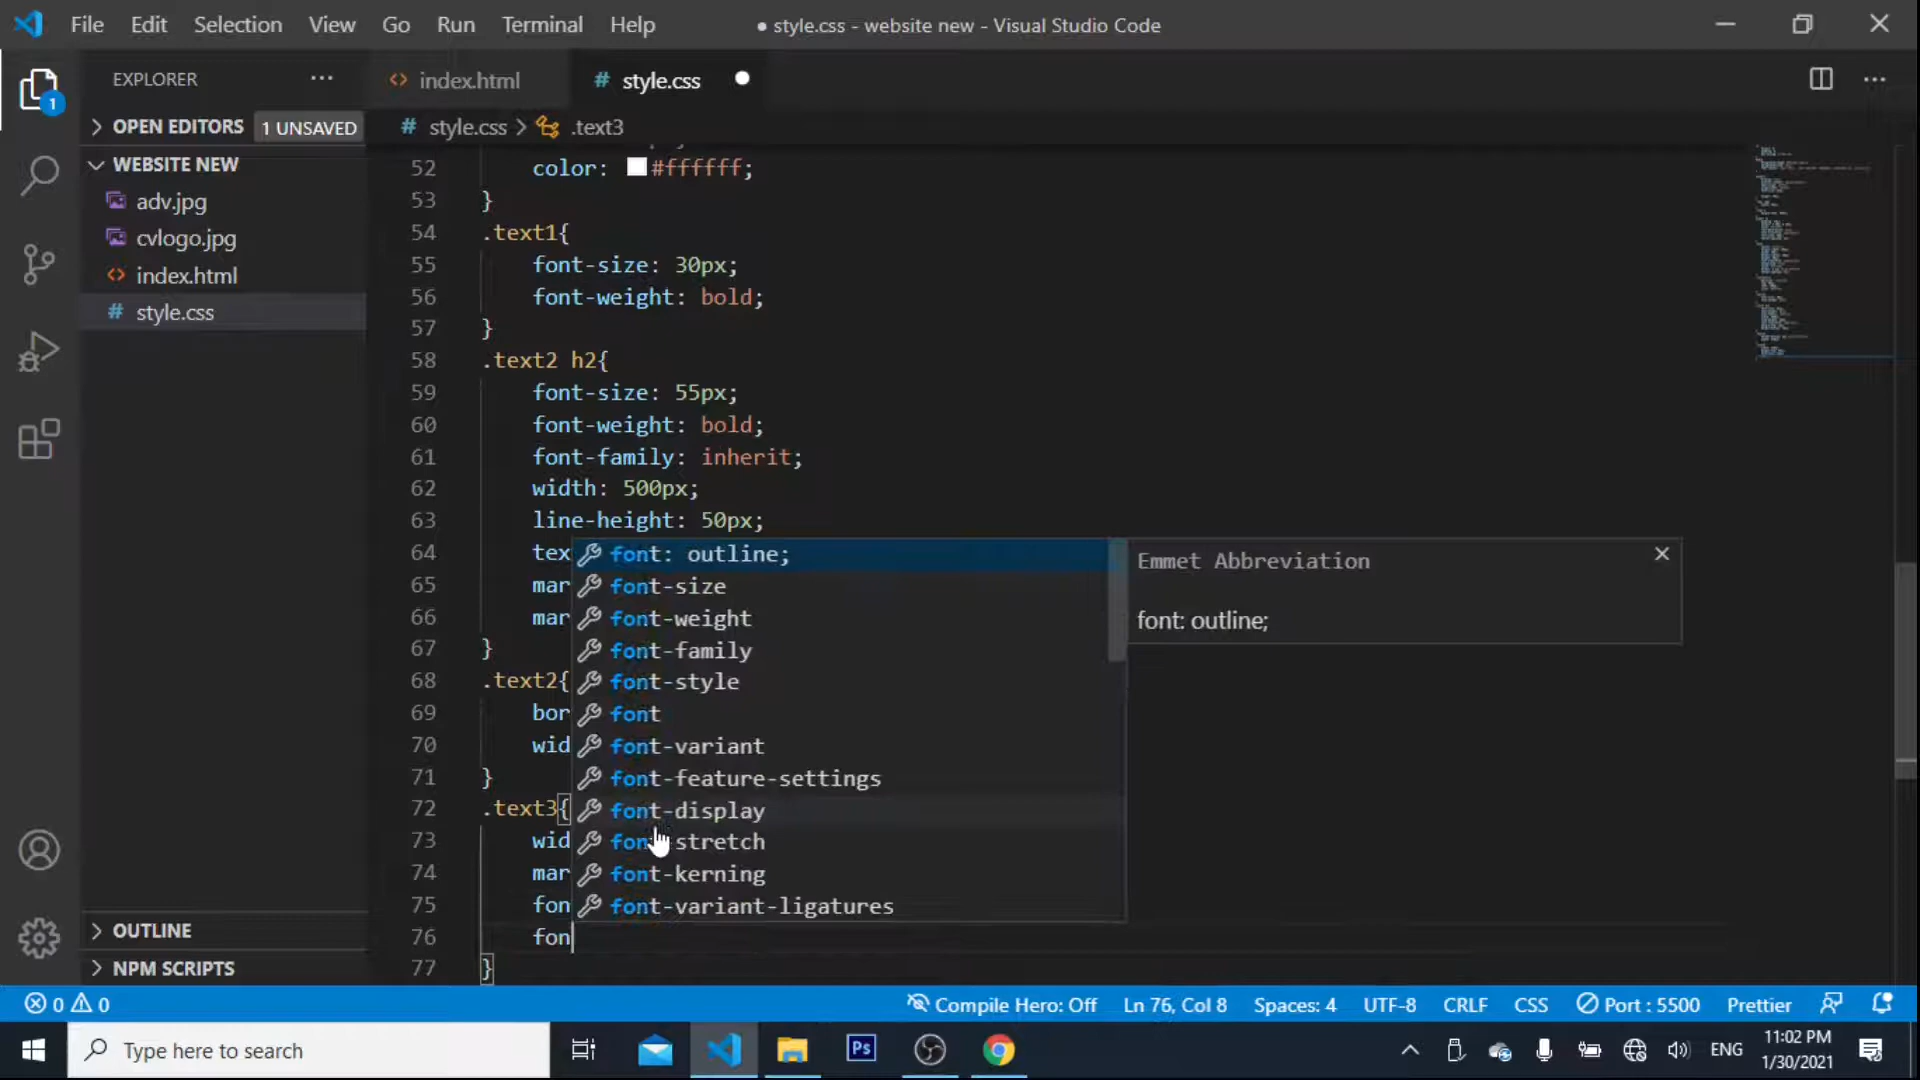 File Edit Selection View Go Run Terminal Help
● style.css - website new - Visual Studio Code
EXPLORER
index.html
# style.css
OPEN EDITORS 1 UNSAVED
# style.css > .text3
WEBSITE NEW
adv.jpg
cvlogo.jpg
index.html
# style.css
OUTLINE
NPM SCRIPTS
1
52 color: #ffffff;
53 }
54 .text1{
55 font-size: 30px;
56 font-weight: bold;
57 }
58 .text2 h2{
59 font-size: 55px;
60 font-weight: bold;
61 font-family: inherit;
62 width: 500px;
63 line-height: 50px;
64 tex
65 mar
66 mar
67 }
68 .text2{
69 bor
70 wid
71 }
72 .text3{
73 wid
74 mar
75 fon
76 fon
77 }
font: outline;
font-size
font-weight
font-family
font-style
font
font-variant
font-feature-settings
font-display
font-stretch
font-kerning
font-variant-ligatures
Emmet Abbreviation
font: outline;
0 0
Compile Hero: Off Ln 76, Col 8 Spaces: 4 UTF-8 CRLF CSS Port : 5500 Prettier
Type here to search
Ps
ENG
11:02 PM
1/30/2021